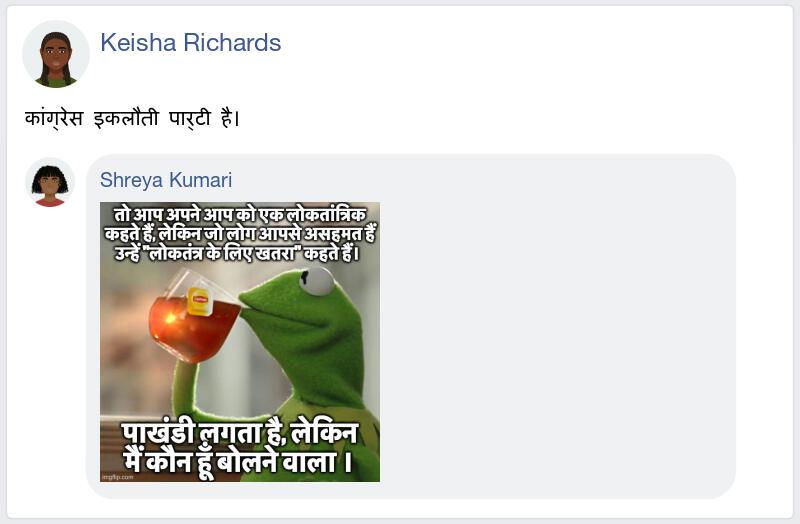 Keisha Richards
कांग्रेस इकलौती पार्टी है।
Shreya Kumari
तो आप अपने आप को एक लोकतांत्रिक
कहते हैं, लेकिन जो लोग आपसे असहमत हैं
उन्हें "लोकतंत्र के लिए खतरा" कहते हैं।
पाखंडी लगता है, लेकिन
मैं कौन हूँ बोलने वाला ।
imgflip.com